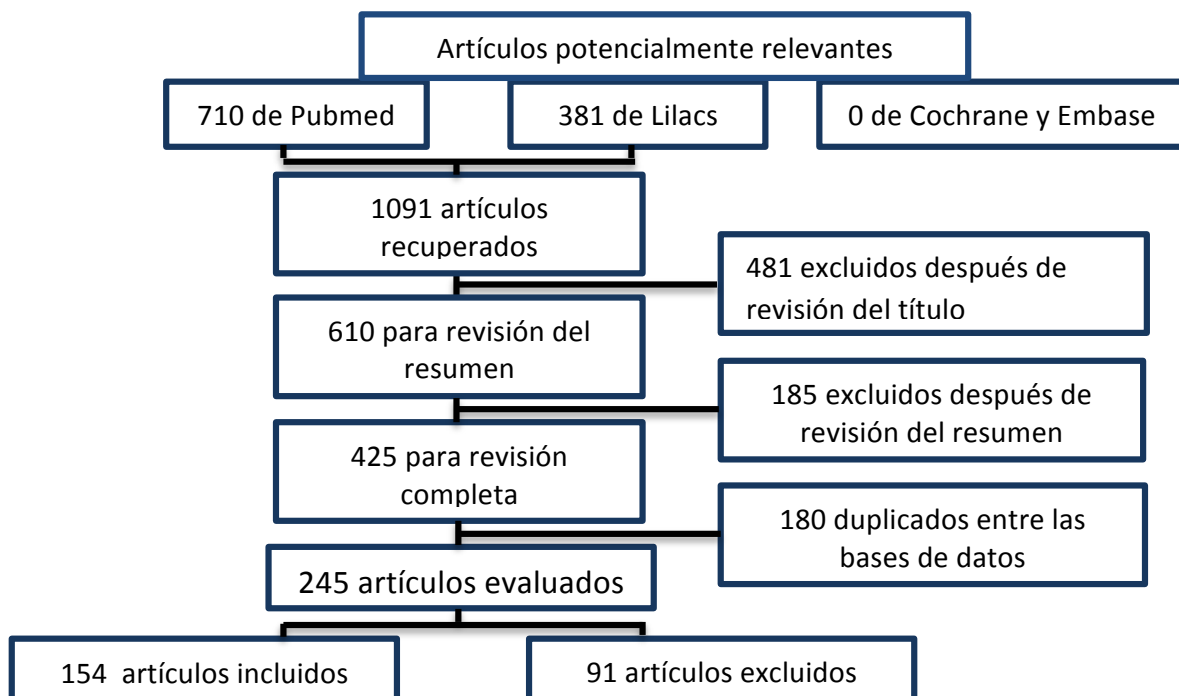 Artículos potencialmente relevantes
710 de Pubmed
381 de Lilacs
0 de Cochrane y Embase
1091 artículos
recuperados
481 excluidos después de
revisión del título
610 para revisión del
resumen
185 excluidos después de
revisión del resumen
425 para revisión
completa
180 duplicados entre las
bases de datos
245 artículos evaluados
154 artículos incluidos
91 artículos excluidos